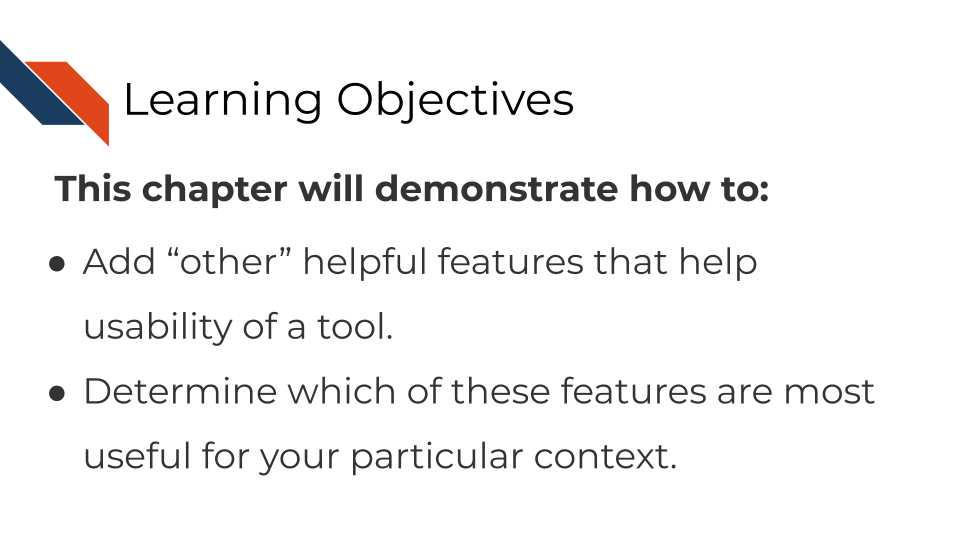 Learning Objectives
This chapter will demonstrate how to:
● Add “other” helpful features that help
usability of a tool.
● Determine which of these features are most
useful for your particular context.